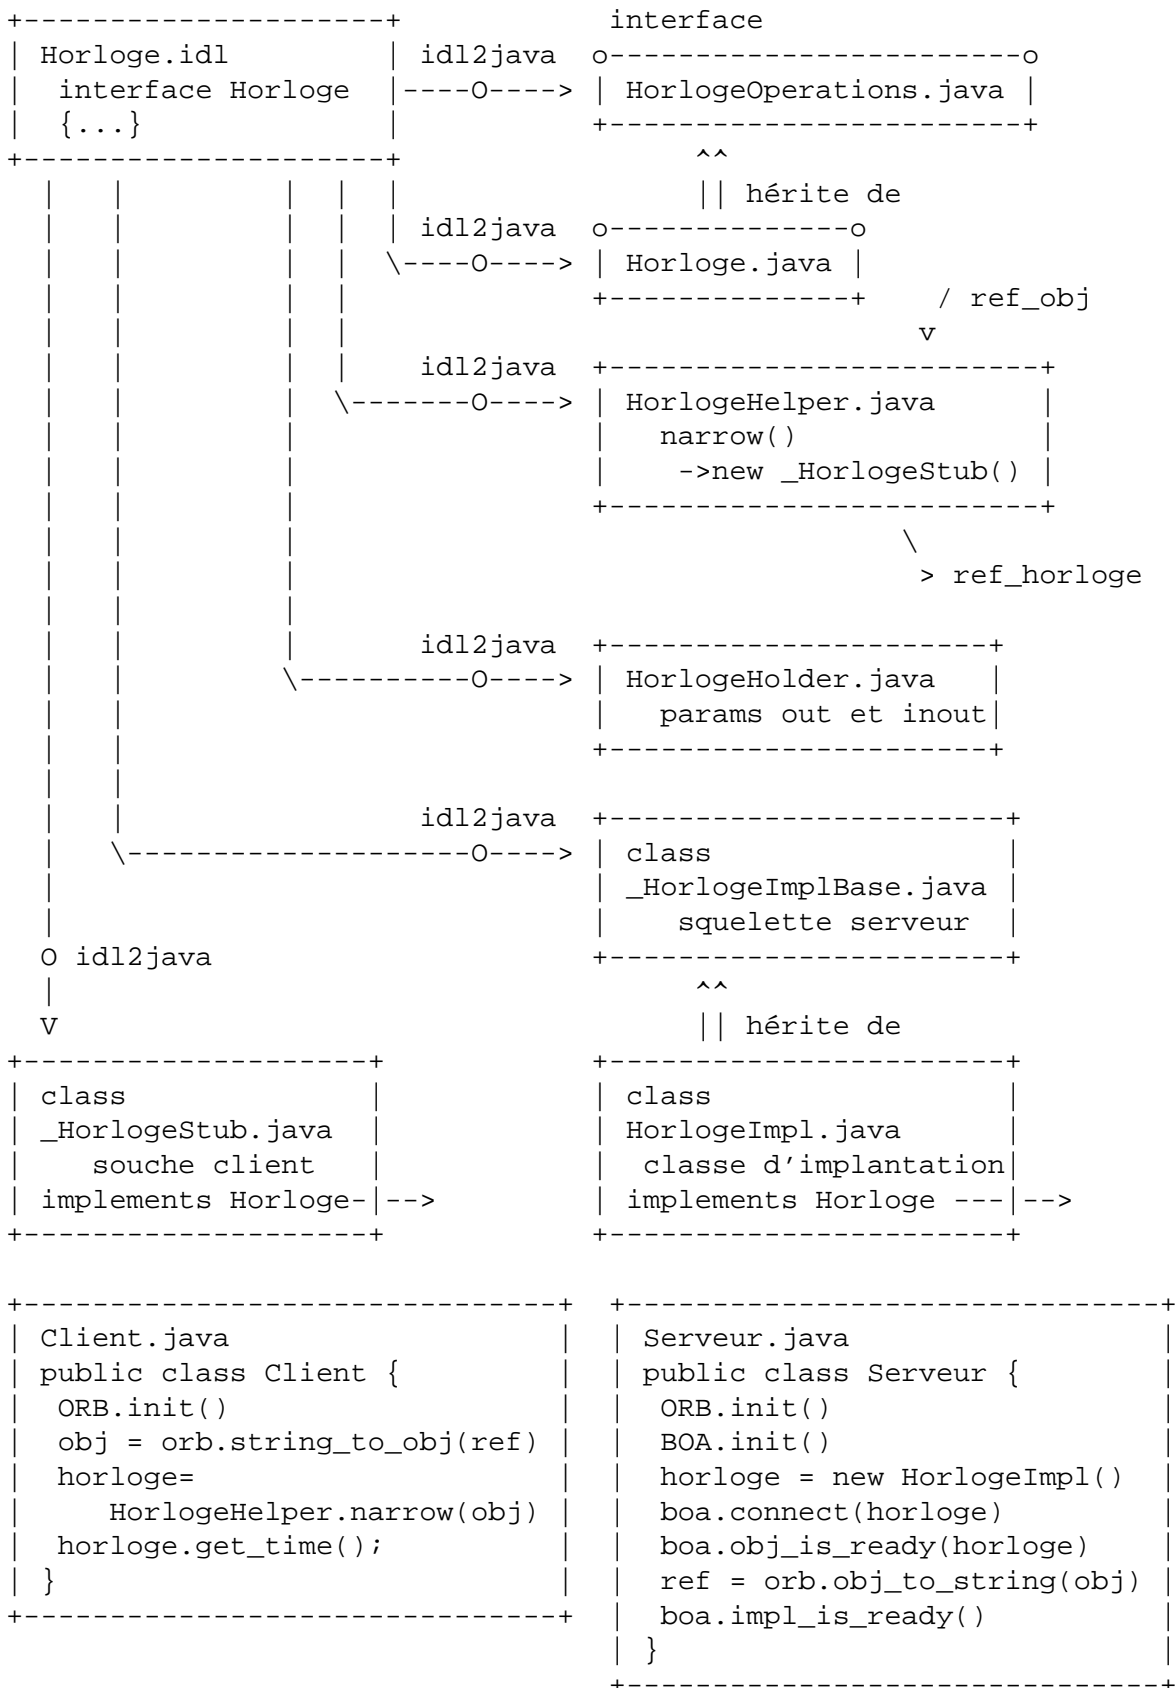 interface
Horloge.idl idl2java
interface Horloge HorlogeOperations.java
{...}
hérite de
idl2java
Horloge.java
ref_obj
idl2java
HorlogeHelper.java
narrow()
->new _HorlogeStub()
ref_horloge
idl2java
HorlogeHolder.java
params out et inout
idl2java
class
_HorlogeImplBase.java
squelette serveur
idl2java
hérite de
class
_HorlogeStub.java
souche client
implements Horloge
class
HorlogeImpl.java
classe d'implantation
implements Horloge
Client.java
public class Client {
ORB.init()
obj = orb.string_to_obj(ref)
horloge=
HorlogeHelper.narrow(obj)
horloge.get_time();
}
Serveur.java
public class Serveur {
ORB.init()
BOA.init()
horloge = new HorlogeImpl()
boa.connect(horloge)
boa.obj_is_ready(horloge)
ref = orb.obj_to_string(obj)
boa.impl_is_ready()
}